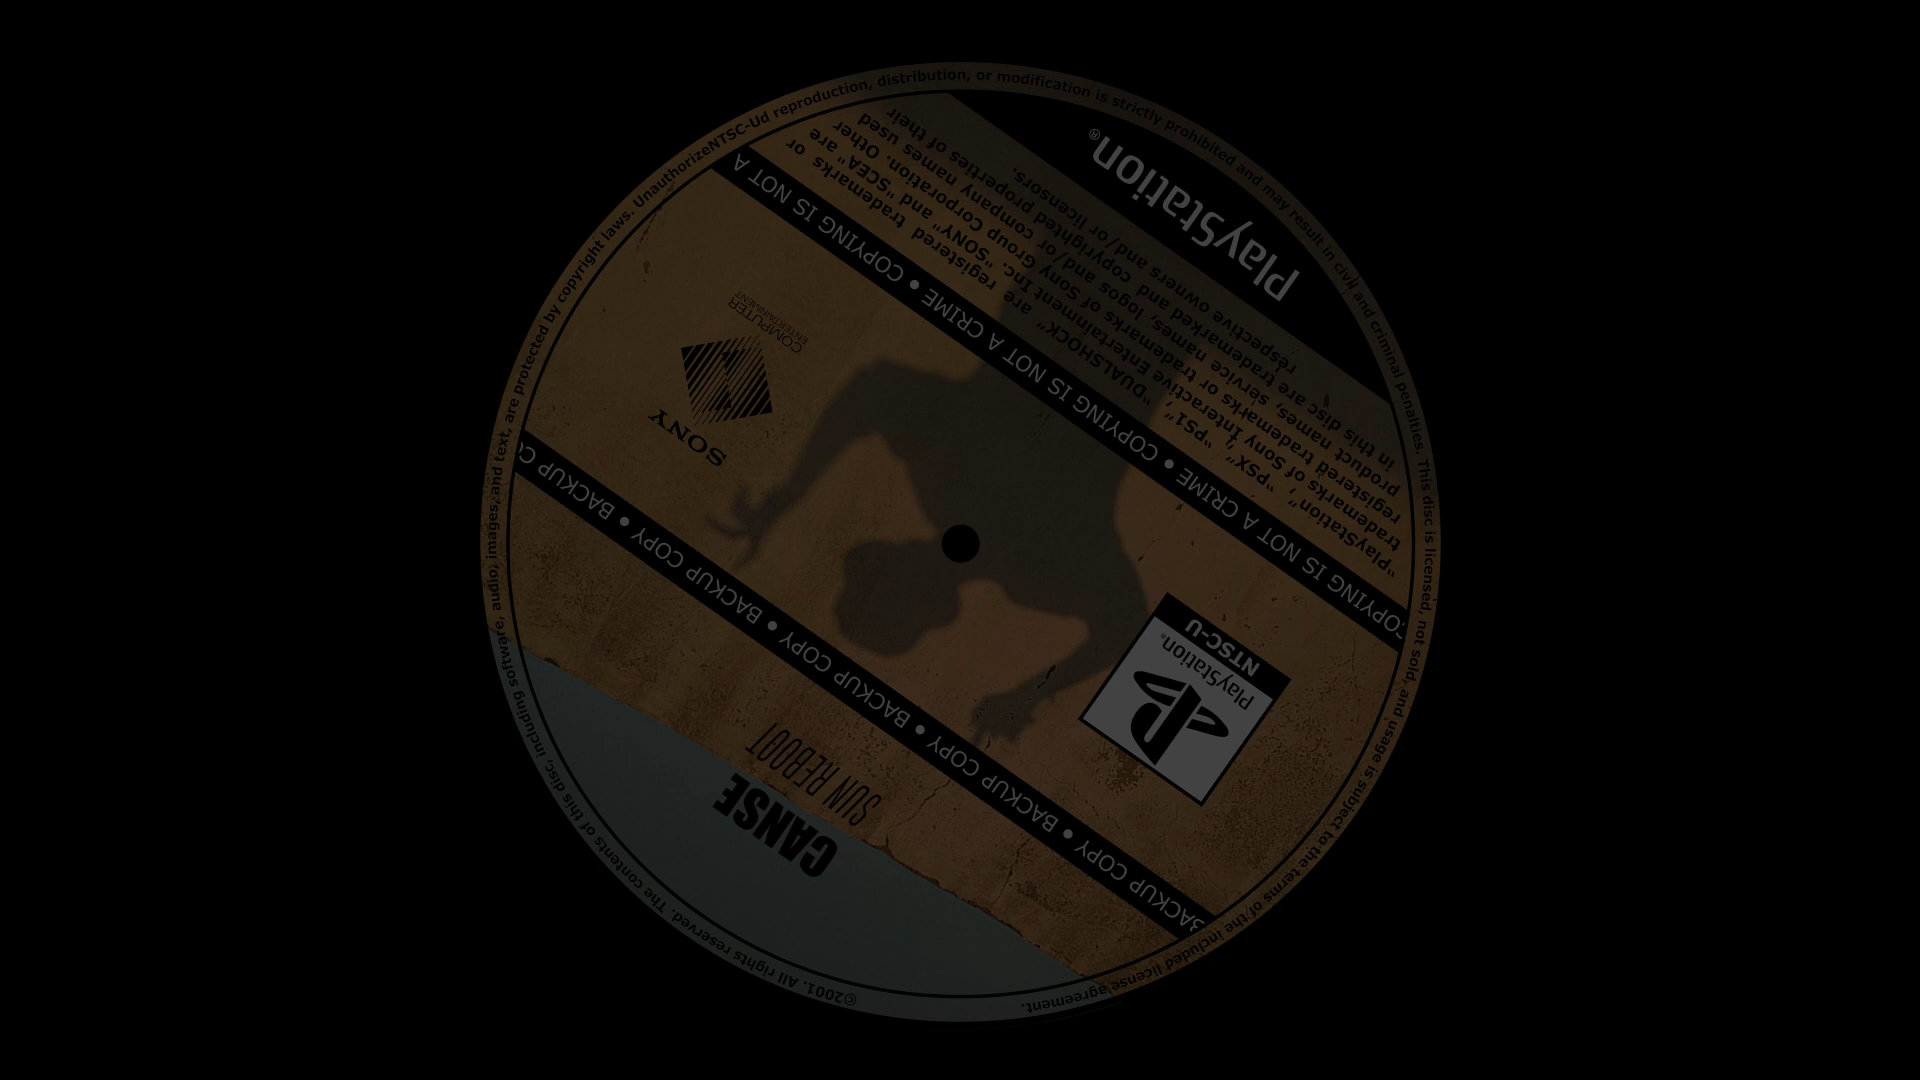 CANSE
SUN REBOOT
BACKUP COPY • BACKUP COPY • BACKUP COPY • BACKUP COPY • BACKUP CO
PlayStation®
NTSC-U
SONY
COMPUTER
ENTERTAINMENT
COPYING IS NOT A CRIME • COPYING IS NOT A CRIME • COPYING IS NOT A
"PlayStation", "PSX", "PS1", "DUALSHOCK" are registered trademarks or
trademarks of Sony Interactive Entertainment Inc. "SONY" and "SCEA" are
registered trademarks or trademarks of Sony Group Corporation. Other
product names, service names, logos and/or company names used
in this disc are trademarked and copyrighted properties of their
respective owners and/or licensors.
PlayStation®
©2001. All rights reserved. The contents of this disc, including software, audio, images, and text, are protected by copyright laws. UnauthorizeNTSC-Ud reproduction, distribution, or modification is strictly prohibited and may result in civil and criminal penalties. This disc is licensed, not sold, and usage is subject to the terms of the included license agreement.